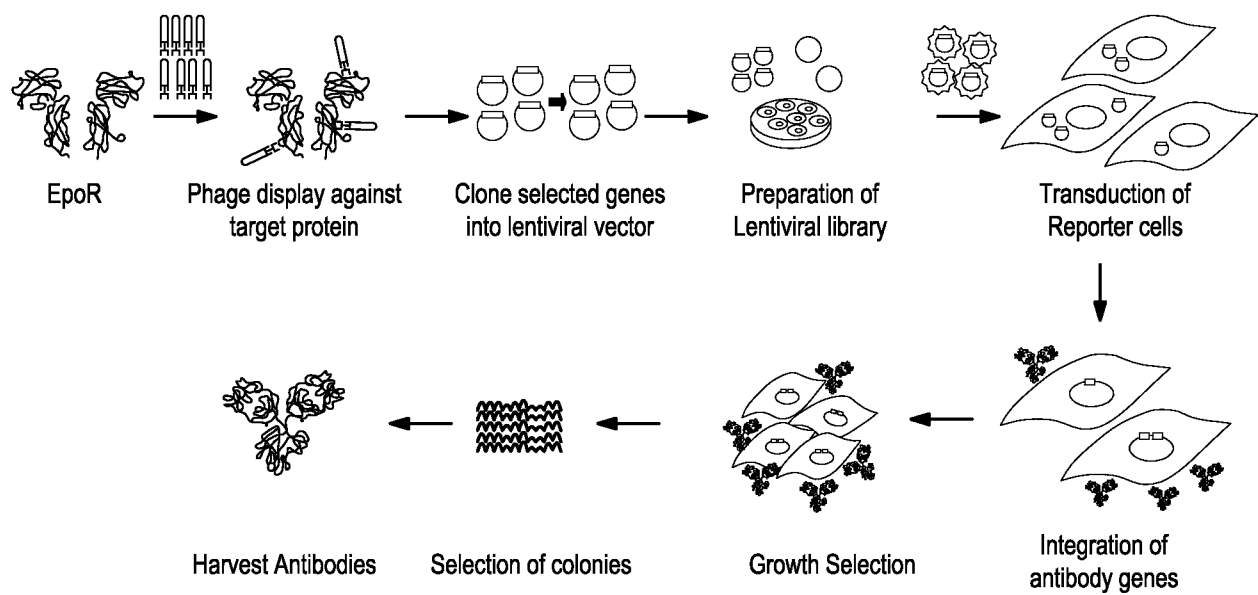 EpoR
Phage display against
target protein
Clone selected genes
into lentiviral vector
Preparation of
Lentiviral library
Transduction of
Reporter cells
Harvest Antibodies
Selection of colonies
Growth Selection
Integration of
antibody genes